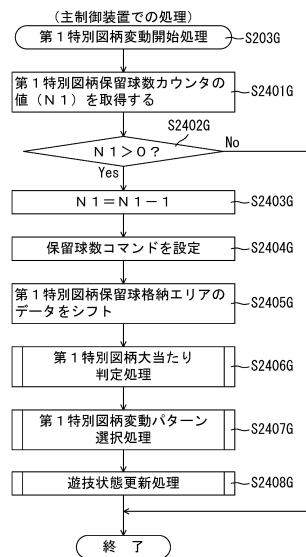 (主制御装置での処理)
第1特別図柄変動開始処理
S203G
第1特別図柄保留球数カウンタの
値(N1)を取得する
S2401G
S2402G
N1>0?
No
Yes
N1=N1-1
S2403G
保留球数コマンドを設定
S2404G
第1特別図柄保留球格納エリアの
データをシフト
S2405G
第1特別図柄大当たり
判定処理
S2406G
第1特別図柄変動パターン
選択処理
S2407G
遊技状態更新処理
S2408G
終 了